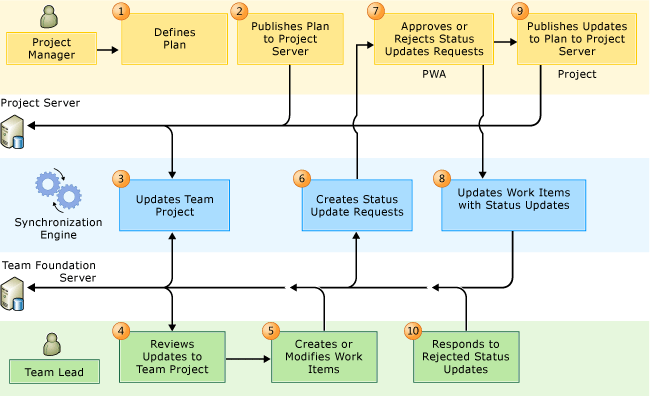 1
2
7
9
Project
Manager
Defines
Plan
Publishes Plan
to Project
Server
Approves or
Rejects Status
Updates Requests
Publishes Updates
to Plan to Project
Server
PWA
Project
Project Server
3
6
8
Synchronization
Engine
Updates Team
Project
Creates Status
Update Requests
Updates Work Items
with Status Updates
Team Foundation
Server
4
5
10
Team Lead
Reviews
Updates to
Team Project
Creates or
Modifies Work
Items
Responds to
Rejected Status
Updates